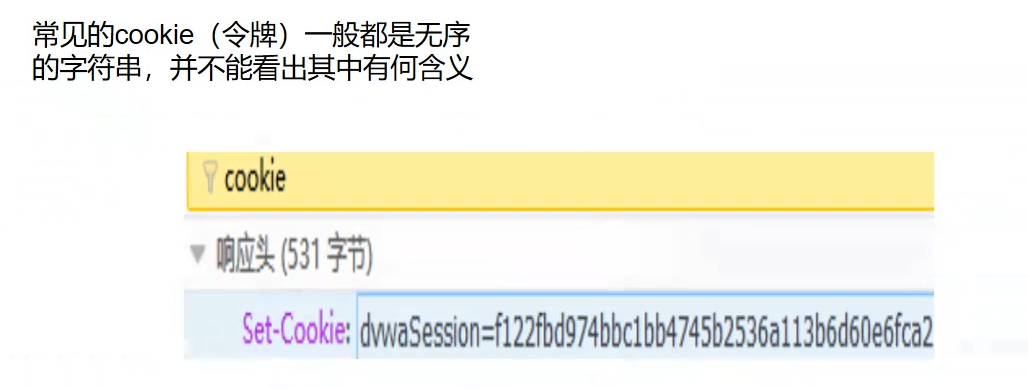 常见的cookie（令牌）一般都是无序
的字符串，并不能看出其中有何含义
cookie
响应头 (531 字节)
Set-Cookie: dvwaSession=f122fbd974bbc1bb4745b2536a113b6d60e6fca2